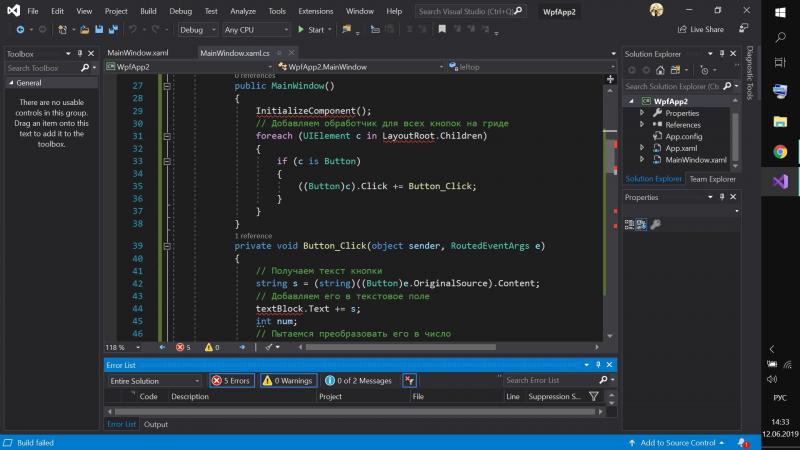 File Edit View Project Build Debug Team Analyze Tools Extensions Window Help Search Visual Studio (Ctrl+Q) WpfApp2
Debug Any CPU Start Live Share
Toolbox
Search Toolbox
General
There are no usable controls in this group. Drag an item onto this text to add it to the toolbox.
MainWindow.xaml MainWindow.xaml.cs
WpfApp2 WpfApp2.MainWindow leftop
0 references
27 public MainWindow()
28 {
29 InitializeComponent();
30 // Добавляем обработчик для всех кнопок на гриде
31 foreach (UIElement c in LayoutRoot.Children)
32 {
33 if (c is Button)
34 {
35 ((Button)c).Click += Button_Click;
36 }
37 }
38 }
1 reference
39 private void Button_Click(object sender, RoutedEventArgs e)
40 {
41 // Получаем текст кнопки
42 string s = (string)((Button)e.OriginalSource).Content;
43 // Добавляем его в текстовое поле
44 textBlock.Text += s;
45 int num;
46 // Пытаемся преобразовать его в число
118 % 5 0
Error List
Entire Solution 5 Errors 0 Warnings 0 of 2 Messages Search Error List
Code Description Project File Line Suppression S...
Error List Output
Build failed Add to Source Control 1
Solution Explorer
Search Solution Explorer (Ctrl
WpfApp2
Properties
References
App.config
App.xaml
MainWindow.xaml
Solution Explorer Team Explorer
Properties
Diagnostic Tools
РУС
14:33
12.06.2019